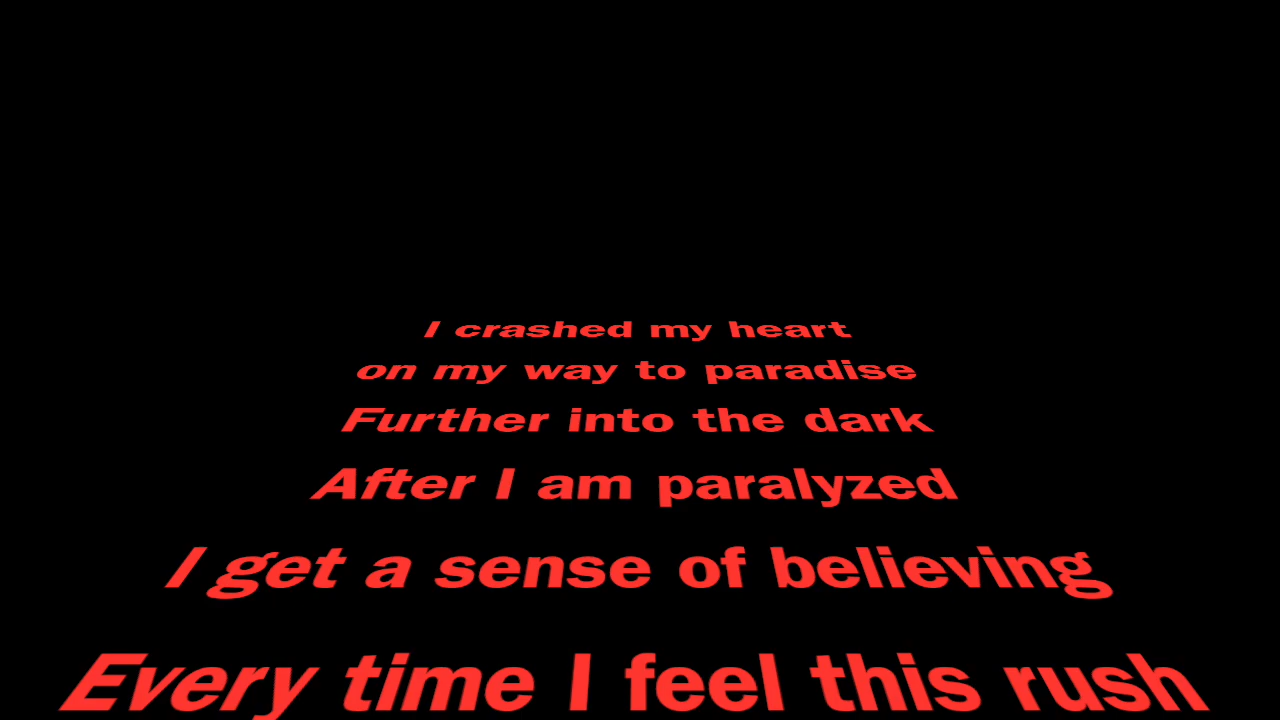 I crashed my heart
on my way to paradise
Further into the dark
After I am paralyzed
I get a sense of believing
Every time I feel this rush